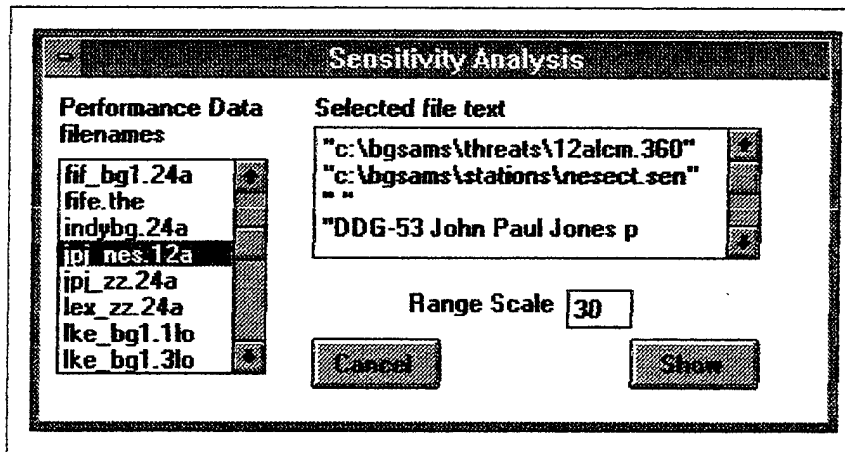 Sensitivity Analysis
Performance Data
filenames
fif_bg1.24a
fife.the
indybg.24a
jpj_nes.12a
jpj_zz.24a
lex_zz.24a
lke_bg1.1lo
lke_bg1.3lo
Selected file text
"c:\bgsams\threats\12alcm.360"
"c:\bgsams\stations\nesect.sen"
" "
"DDG-53 John Paul Jones p
Range Scale 30
Cancel
Show